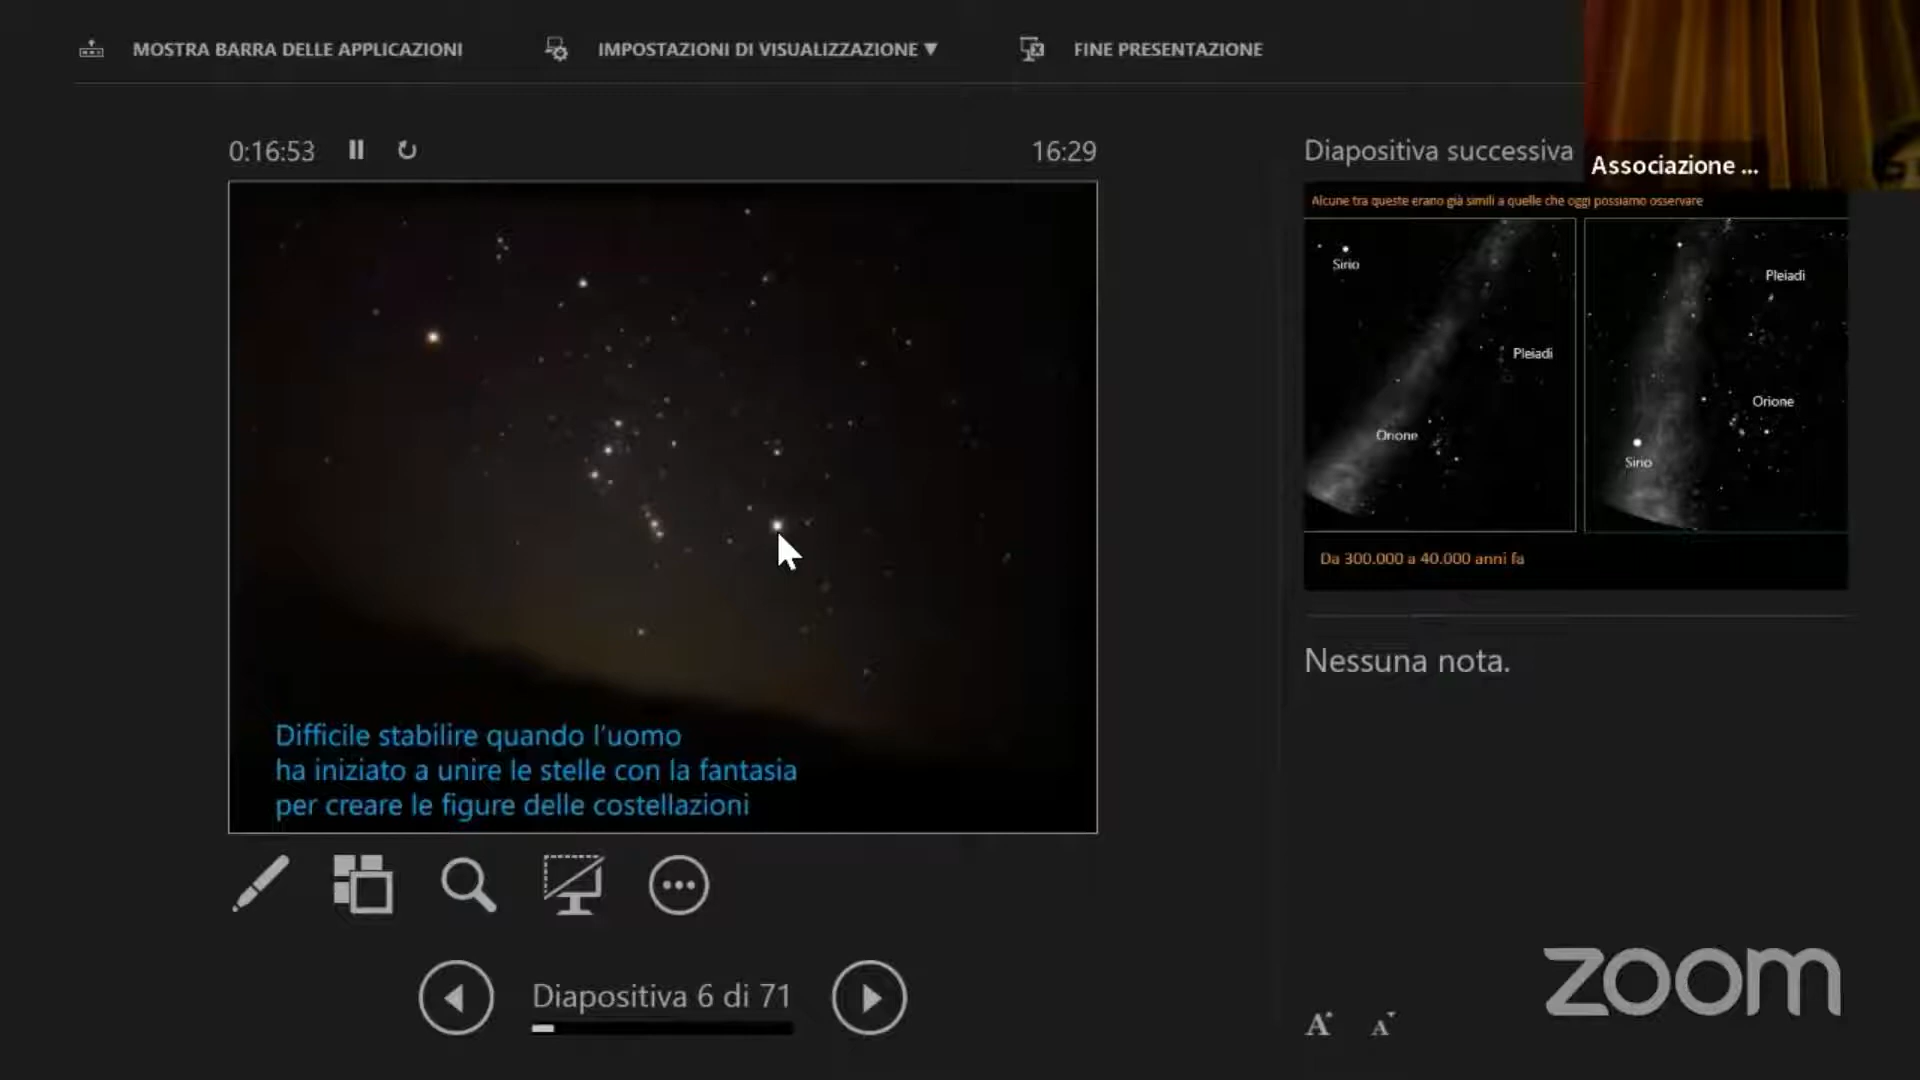 MOSTRA BARRA DELLE APPLICAZIONI
IMPOSTAZIONI DI VISUALIZZAZIONE ▼
FINE PRESENTAZIONE
0:16:53
16:29
Diapositiva successiva
Associazione ...
Difficile stabilire quando l'uomo
ha iniziato a unire le stelle con la fantasia
per creare le figure delle costellazioni
Alcune tra queste erano già simili a quelle che oggi possiamo osservare
Sirio
Pleiadi
Orione
Pleiadi
Orione
Sirio
Da 300.000 a 40.000 anni fa
Nessuna nota.
Diapositiva 6 di 71
A A
zoom